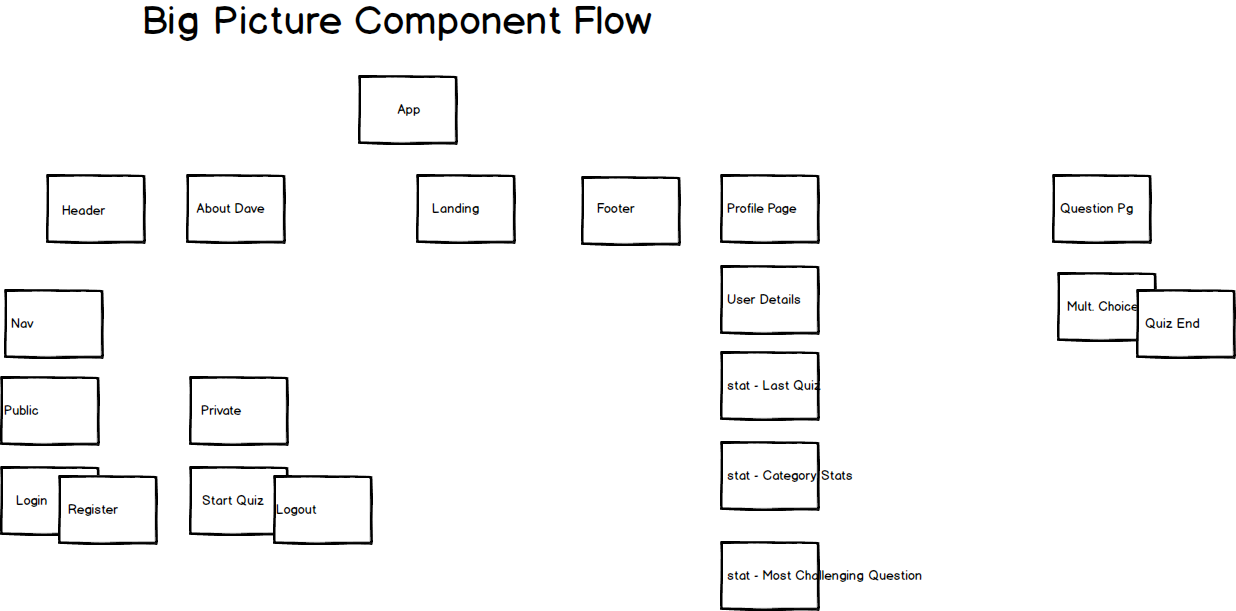 Big Picture Component Flow
App
Header
About Dave
Landing
Footer
Profile Page
Question Pg
User Details
Mult. Choice
Quiz End
Nav
stat - Last Quiz
Public
Private
stat - Category Stats
Login
Register
Start Quiz
Logout
stat - Most Challenging Question